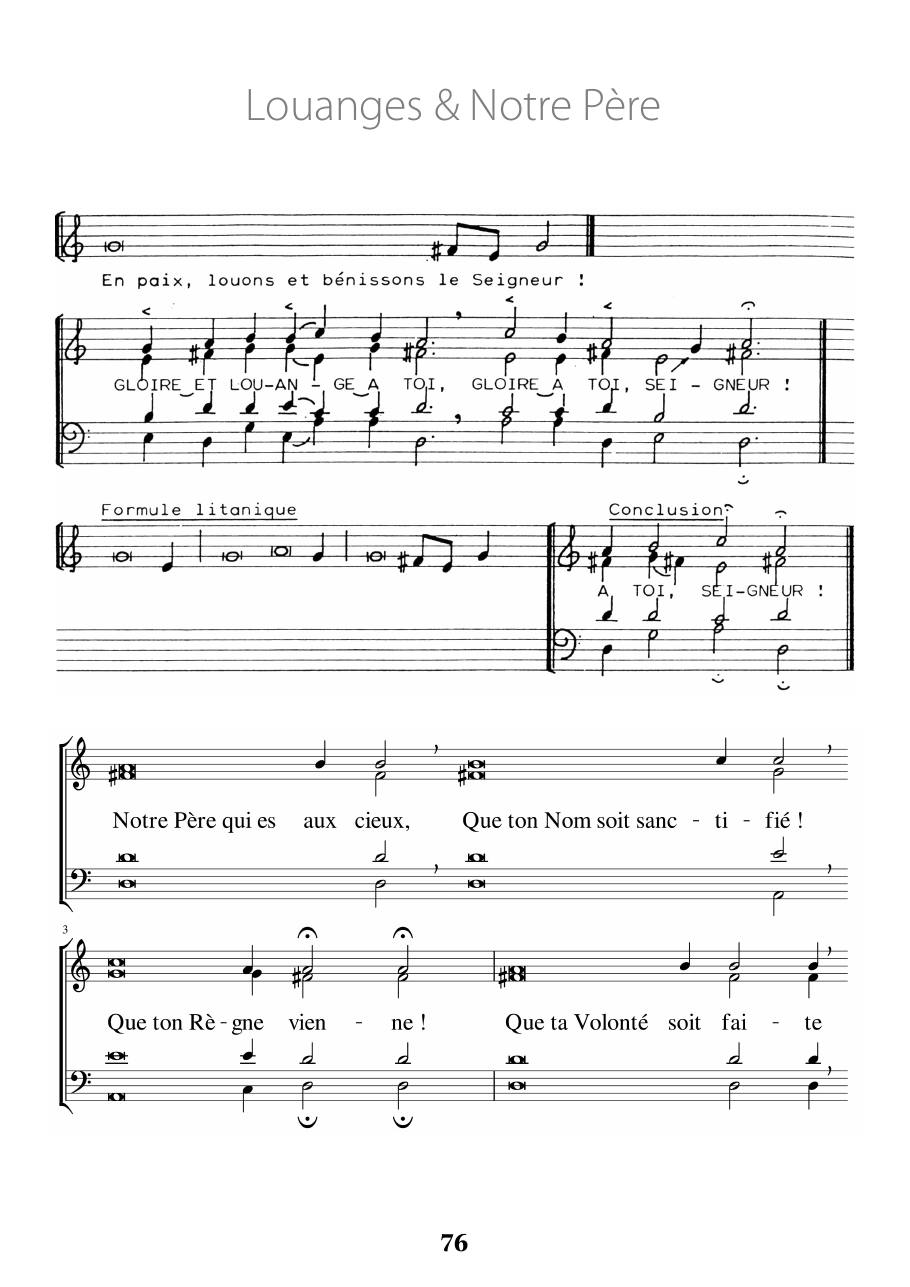 Louanges & Notre Père
En paix, louons et bénissons le Seigneur !
GLOIRE ET LOU-AN - GE A TOI, GLOIRE A TOI, SEI - GNEUR !
Formule litanique
Conclusion
A TOI, SEI-GNEUR !
Notre Père qui es aux cieux, Que ton Nom soit sanc - ti - fié !
3
Que ton Rè - gne vien - ne ! Que ta Volonté soit fai - te
76